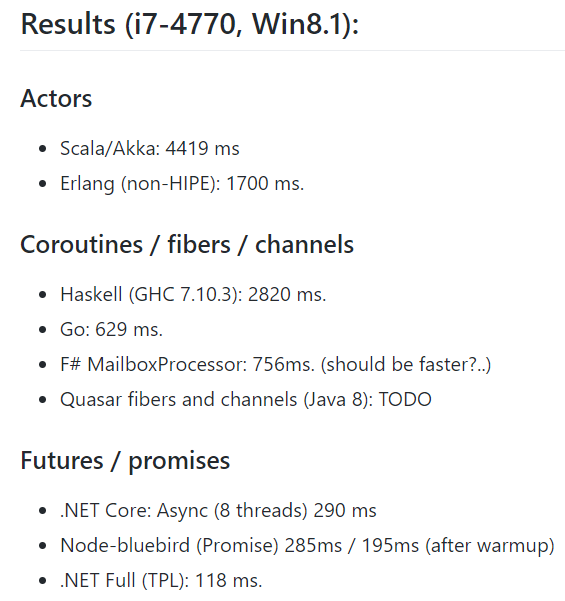 Results (i7-4770, Win8.1):
Actors
• Scala/Akka: 4419 ms
• Erlang (non-HIPE): 1700 ms.
Coroutines / fibers / channels
• Haskell (GHC 7.10.3): 2820 ms.
• Go: 629 ms.
• F# MailboxProcessor: 756ms. (should be faster?..)
• Quasar fibers and channels (Java 8): TODO
Futures / promises
• .NET Core: Async (8 threads) 290 ms
• Node-bluebird (Promise) 285ms / 195ms (after warmup)
• .NET Full (TPL): 118 ms.